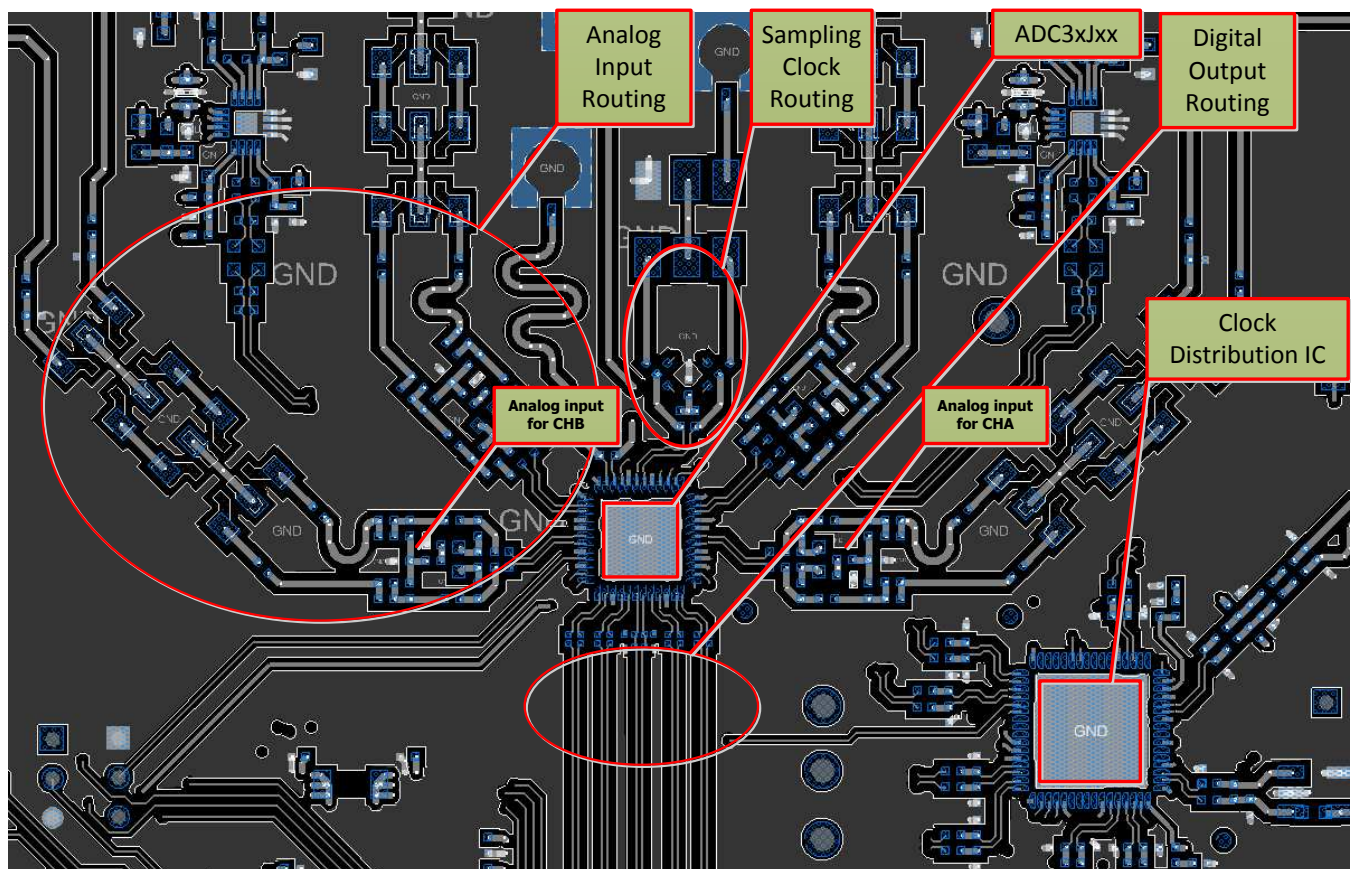 Analog
Input
Routing
Sampling
Clock
Routing
ADC3xJxx
Digital
Output
Routing
GND
GND
GND
GND
GND
Clock
Distribution IC
Analog input
for CHB
Analog input
for CHA
GND
GND
GND
GND
GND
GND